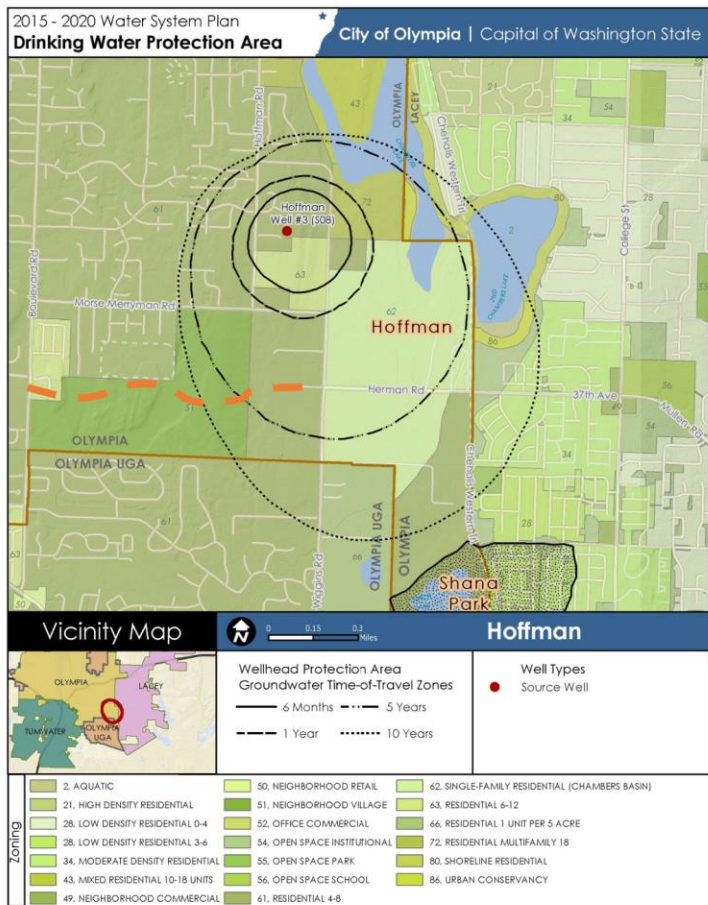 2015 - 2020 Water System Plan
Drinking Water Protection Area
City of Olympia | Capital of Washington State
Hoffman Rd
43
OLYMPIA
LACEY
Chehalis Western Trl
21
54
34
Hoffman
Well #3 (S08)
61
72
80
2
28
College St
63
2ND
CHAMBERS LAKE
Boulevard Rd
Morse Merryman Rd
62
Hoffman
86
55
Herman Rd
37th Ave
56
49
Mullen Rd
51
54
OLYMPIA
OLYMPIA UGA
34
61
28
Chehalis Western Trl
66
OLYMPIA UGA
OLYMPIA
63
Wiggins Rd
50
Shana
Park
Vicinity Map
N
0 0.15 0.3
Miles
Hoffman
OLYMPIA
LACEY
TUMWATER
OLYMPIA
UGA
Wellhead Protection Area
Groundwater Time-of-Travel Zones
6 Months
5 Years
1 Year
10 Years
Well Types
Source Well
Zoning
2, AQUATIC
21, HIGH DENSITY RESIDENTIAL
28, LOW DENSITY RESIDENTIAL 0-4
28, LOW DENSITY RESIDENTIAL 3-6
34, MODERATE DENSITY RESIDENTIAL
43, MIXED RESIDENTIAL 10-18 UNITS
49, NEIGHBORHOOD COMMERCIAL
50, NEIGHBORHOOD RETAIL
51, NEIGHBORHOOD VILLAGE
52, OFFICE COMMERCIAL
54, OPEN SPACE INSTITUTIONAL
55, OPEN SPACE PARK
56, OPEN SPACE SCHOOL
61, RESIDENTIAL 4-8
62, SINGLE-FAMILY RESIDENTIAL (CHAMBERS BASIN)
63, RESIDENTIAL 6-12
66, RESIDENTIAL 1 UNIT PER 5 ACRE
72, RESIDENTIAL MULTIFAMILY 18
80, SHORELINE RESIDENTIAL
86, URBAN CONSERVANCY